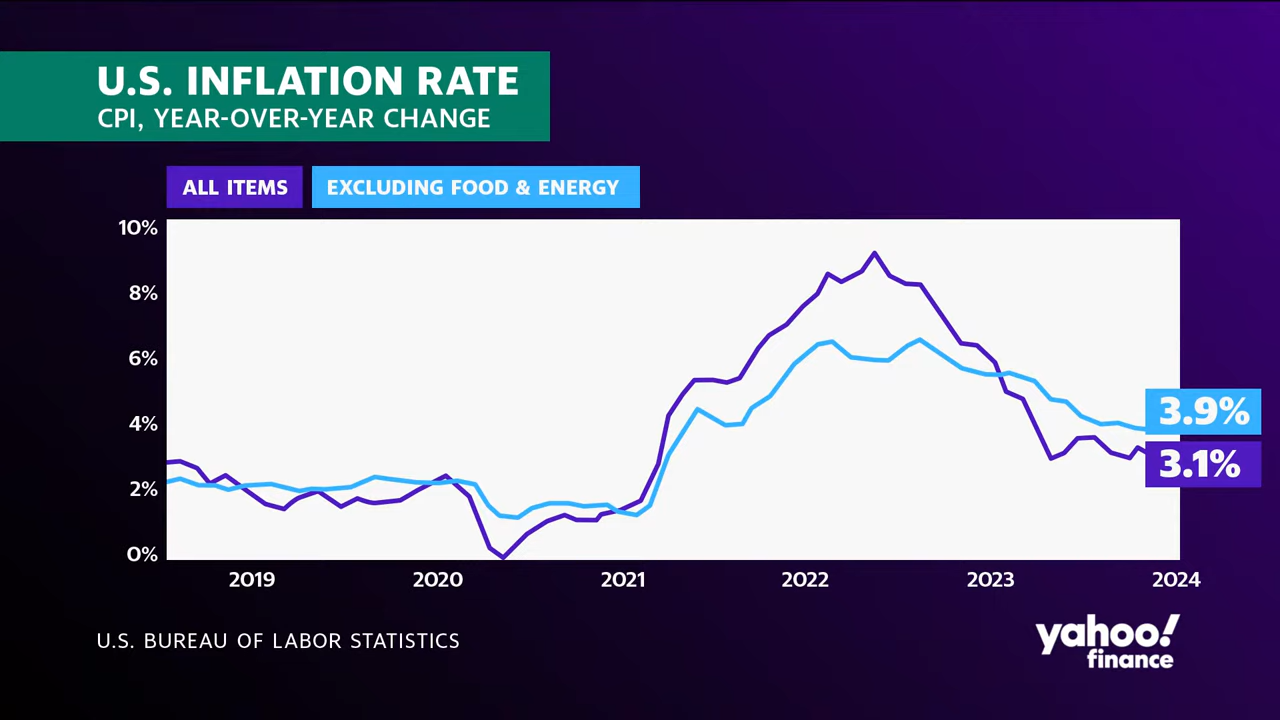 U.S. INFLATION RATE
CPI, YEAR-OVER-YEAR CHANGE
ALL ITEMS EXCLUDING FOOD & ENERGY
10%
8%
6%
4%
2%
0%
3.9%
3.1%
2019 2020 2021 2022 2023 2024
U.S. BUREAU OF LABOR STATISTICS
yahoo!
finance